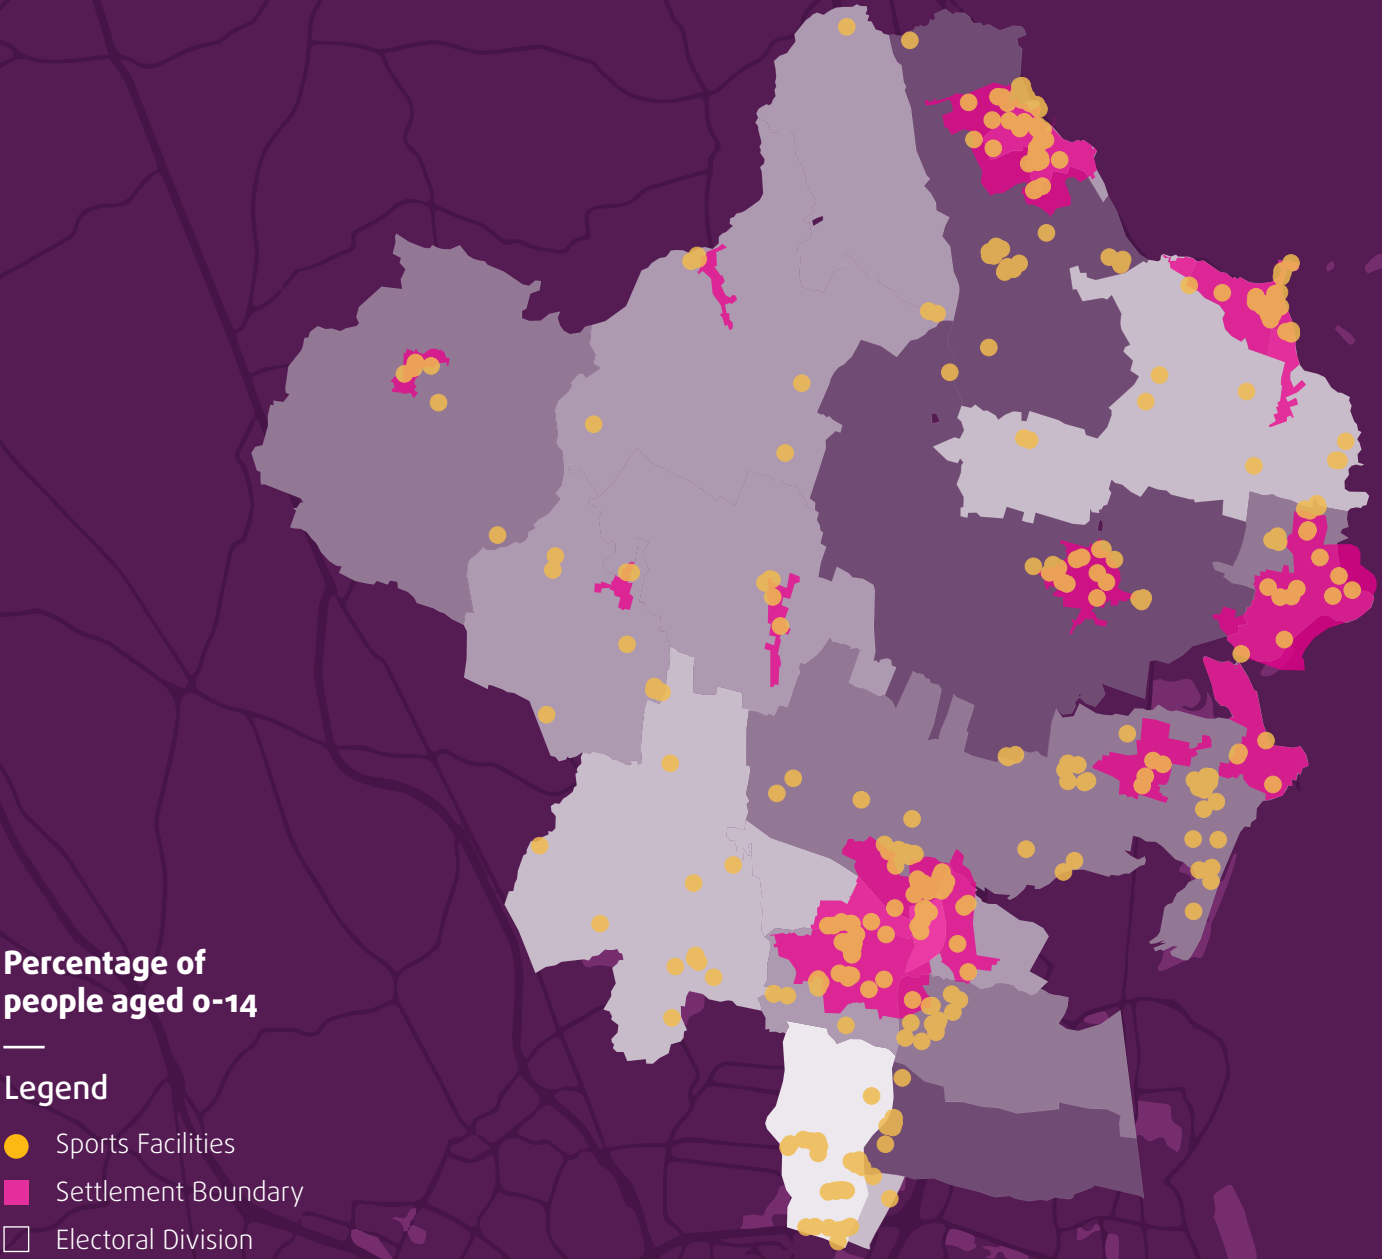 Percentage of
people aged 0-14
Legend
Sports Facilities
Settlement Boundary
Electoral Division